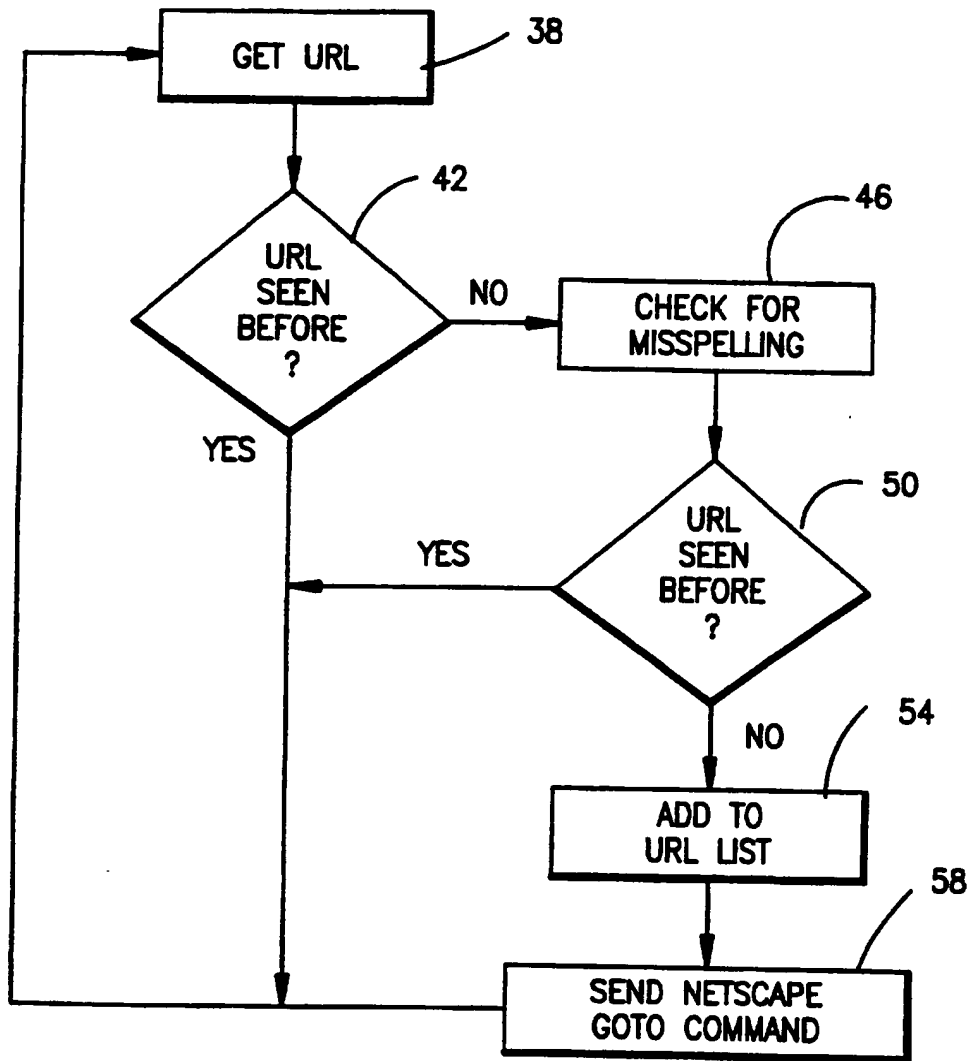 GET URL
38
42
URL
SEEN
BEFORE
?
NO
YES
46
CHECK FOR
MISSPELLING
50
URL
SEEN
BEFORE
?
YES
NO
54
ADD TO
URL LIST
58
SEND NETSCAPE
GOTO COMMAND